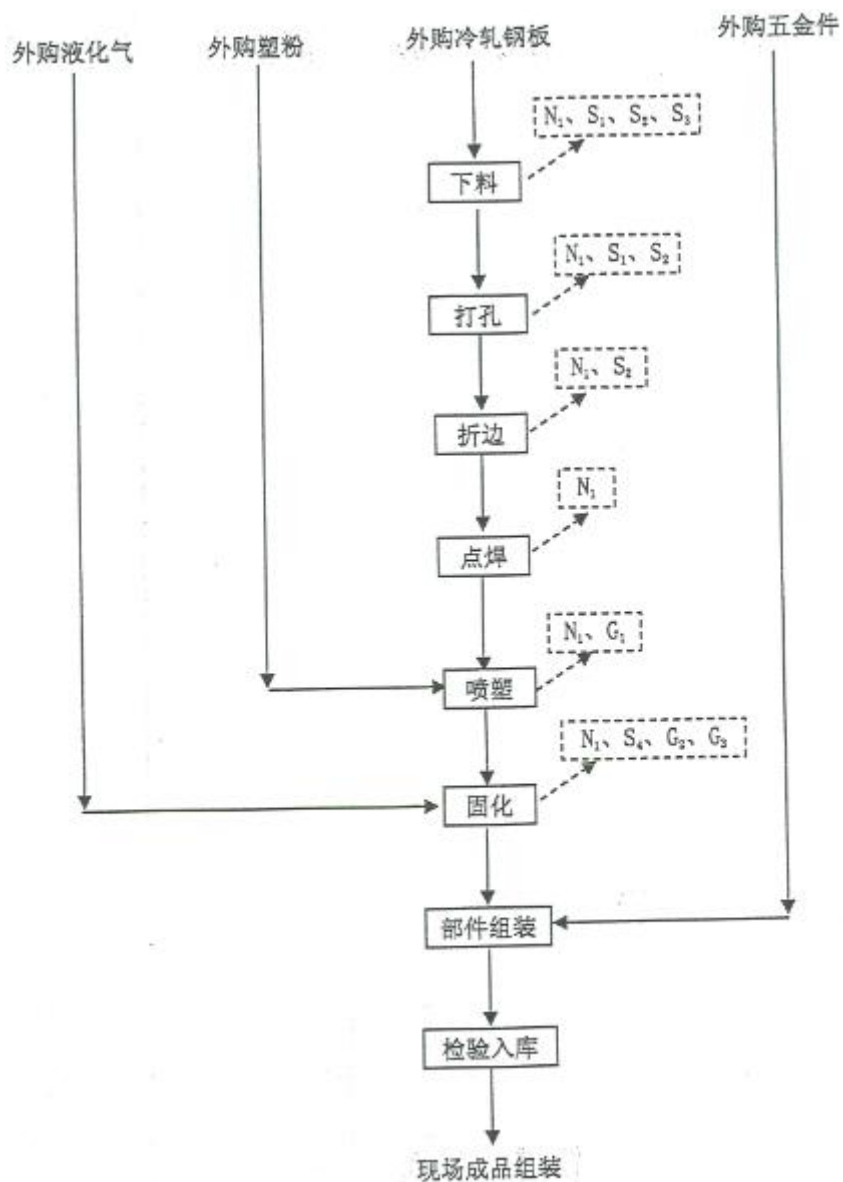 外购液化气
外购塑粉
外购冷轧钢板
外购五金件
N₁、S₁、S₂、S₃
下料
N₁、S₁、S₂
打孔
N₁、S₂
折边
N₁
点焊
N₁、G₁
喷塑
N₁、S₄、G₂、G₃
固化
部件组装
检验入库
现场成品组装